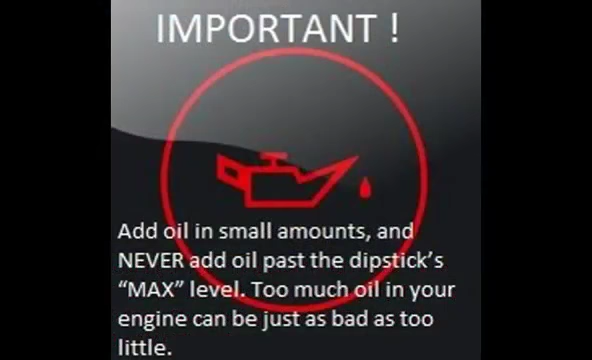 IMPORTANT !
Add oil in small amounts, and
NEVER add oil past the dipstick's
“MAX” level. Too much oil in your
engine can be just as bad as too
little.